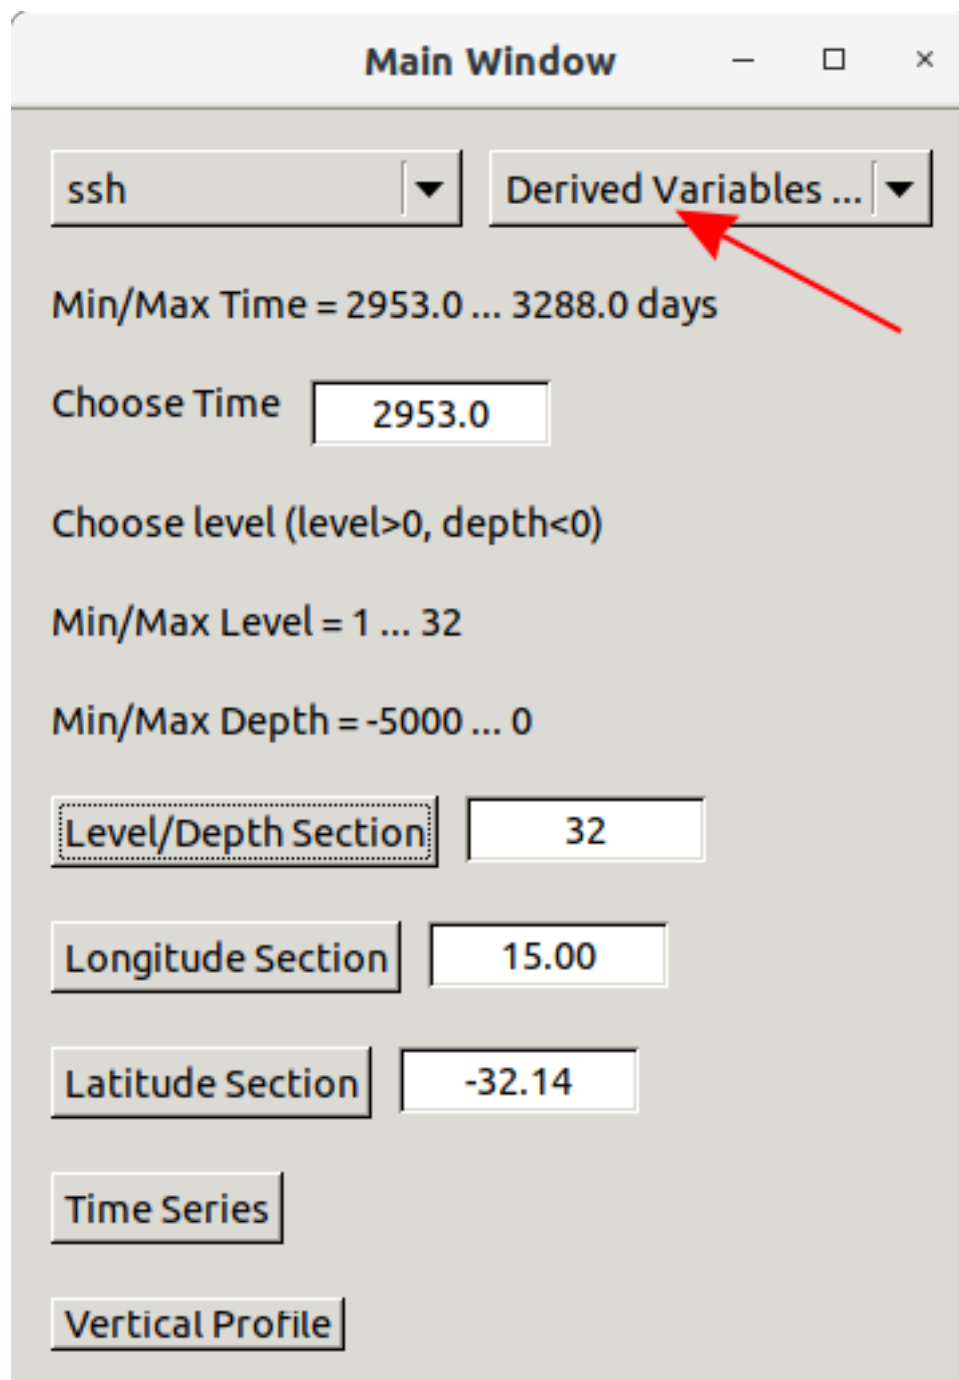 Main Window
ssh Derived Variables ...
Min/Max Time = 2953.0 ... 3288.0 days
Choose Time 2953.0
Choose level (level>0, depth<0)
Min/Max Level = 1 ... 32
Min/Max Depth = -5000 ... 0
Level/Depth Section 32
Longitude Section 15.00
Latitude Section -32.14
Time Series
Vertical Profile